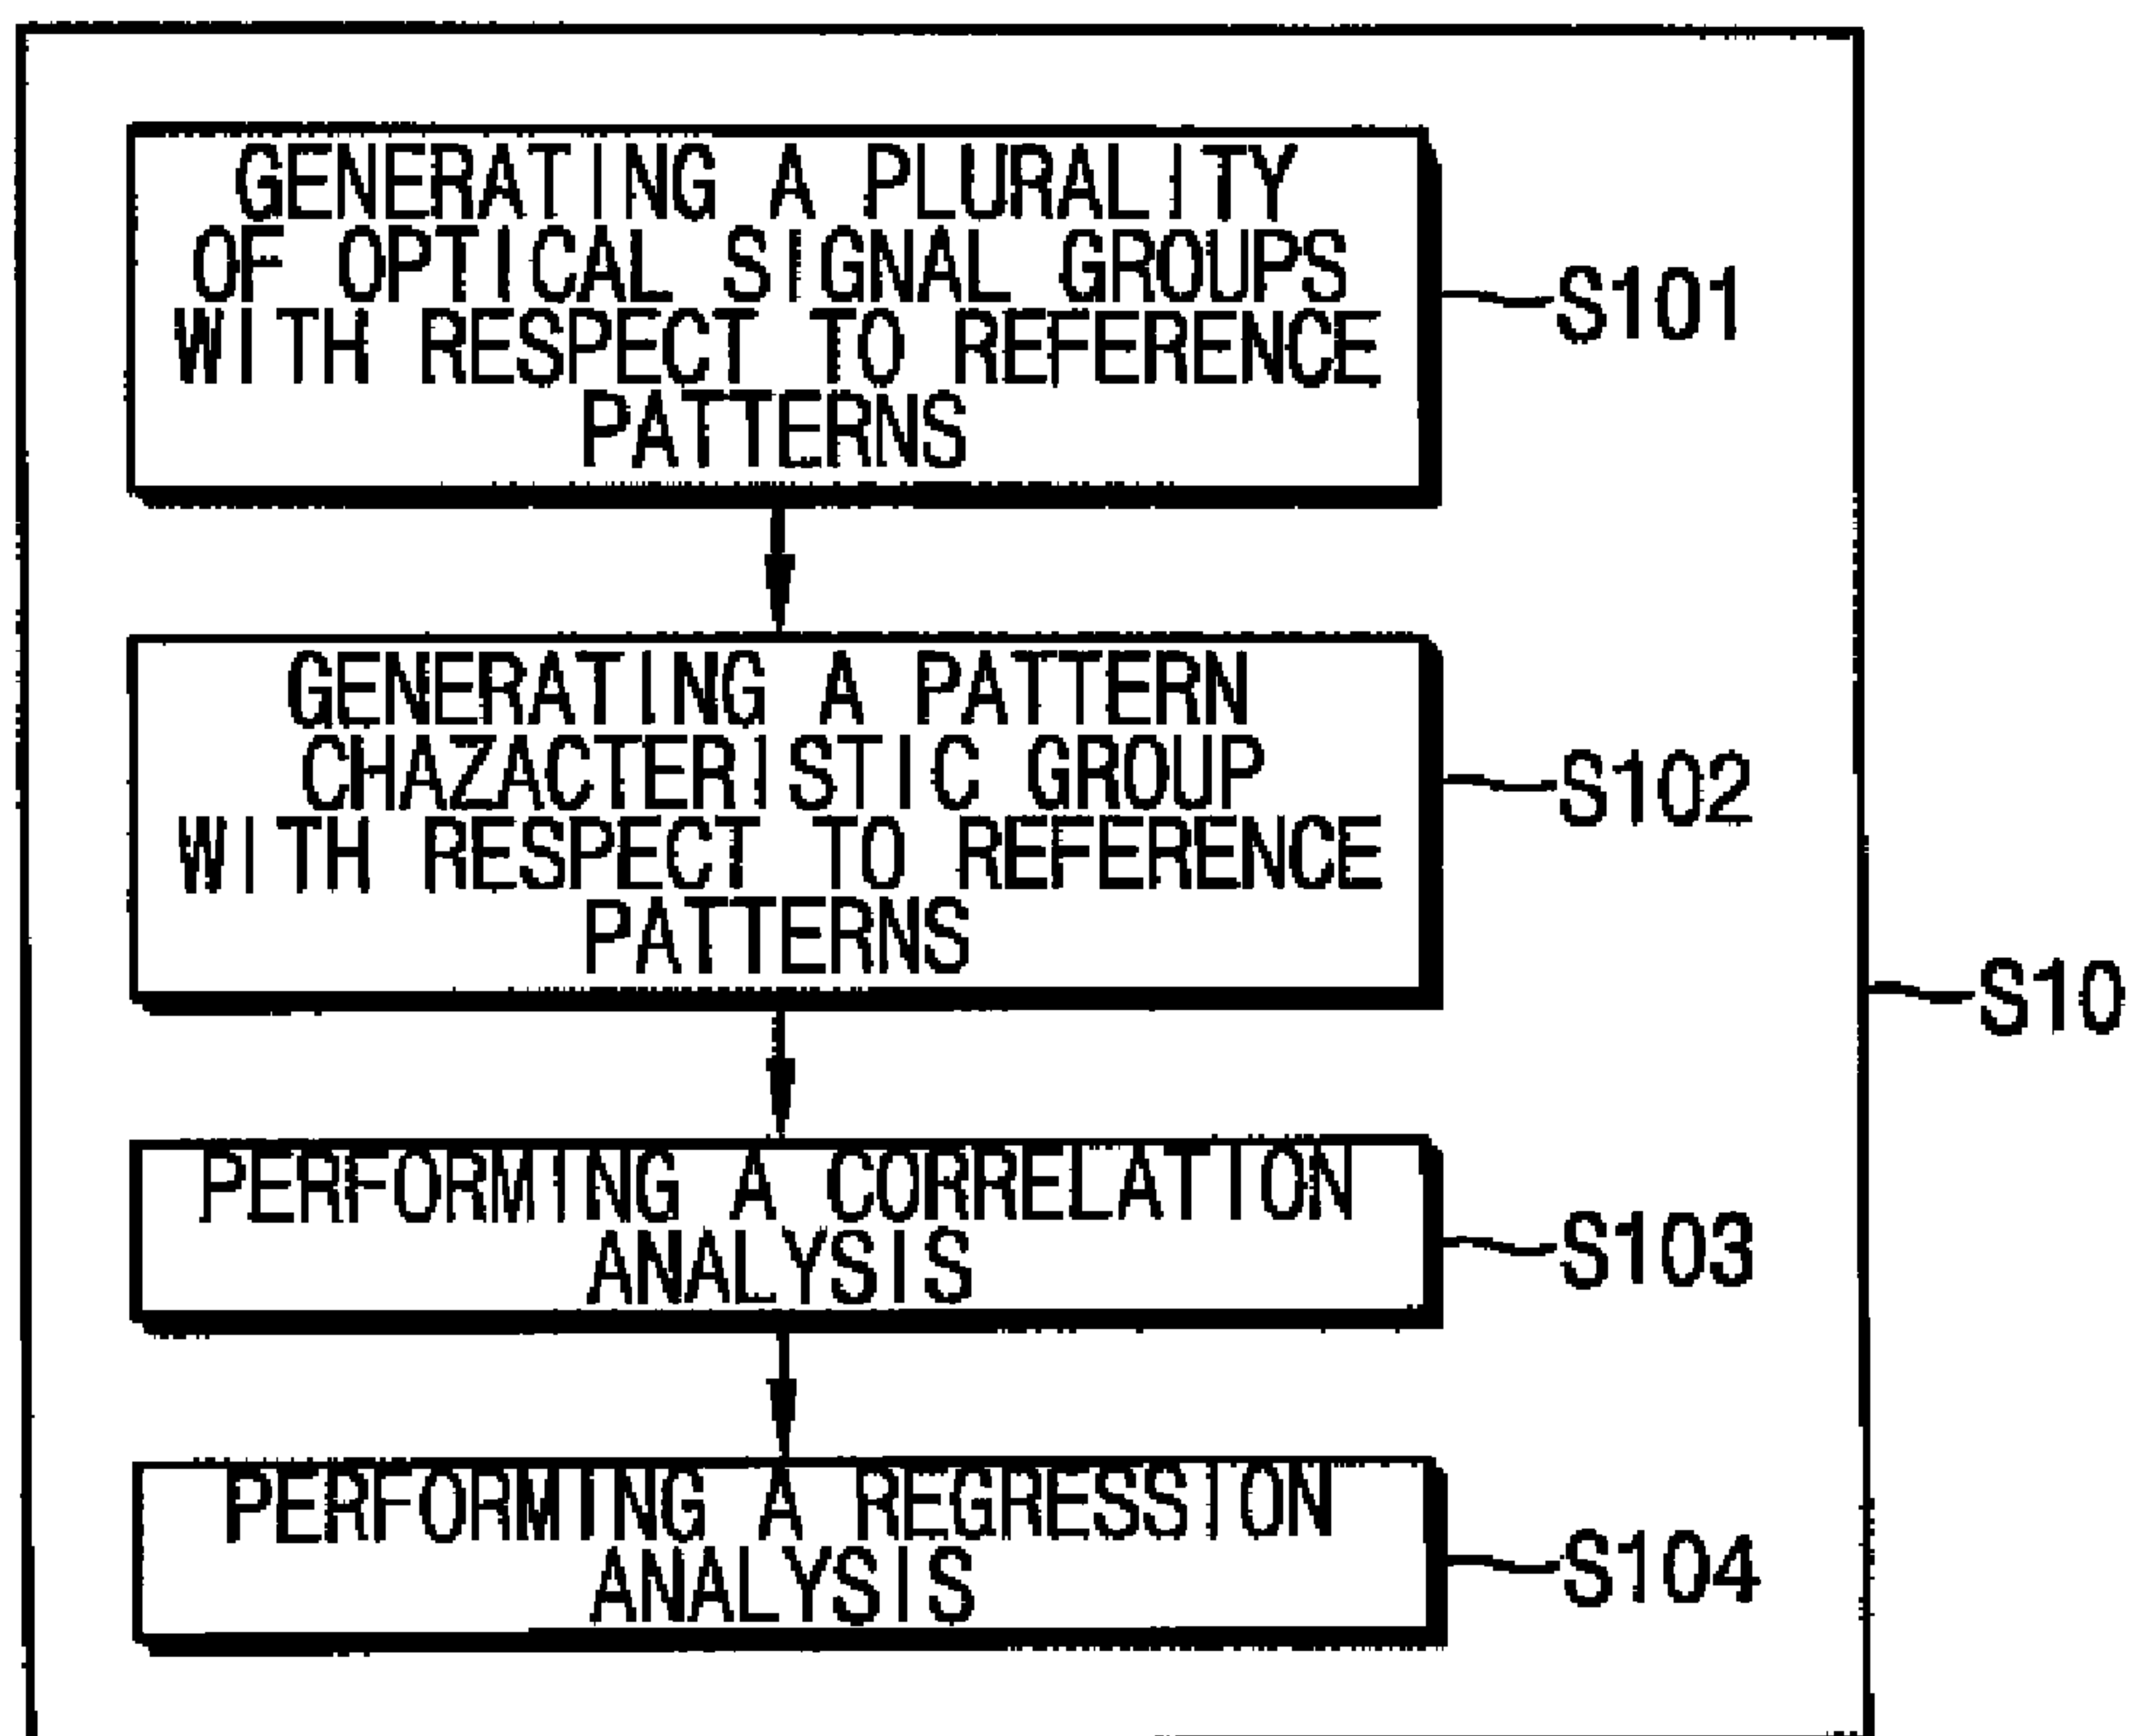 GENERATING A PLURALITY
OF OPTICAL SIGNAL GROUPS
WITH RESPECT TO REFERENCE
PATTERNS
S101
GENERATING A PATTERN
CHAZACTERISTIC GROUP
WITH RESPECT TO REFERENCE
PATTERNS
S102
S10
PERFORMING A CORRELATION
ANALYSIS
S103
PERFORMING A REGRESSION
ANALYSIS
S104